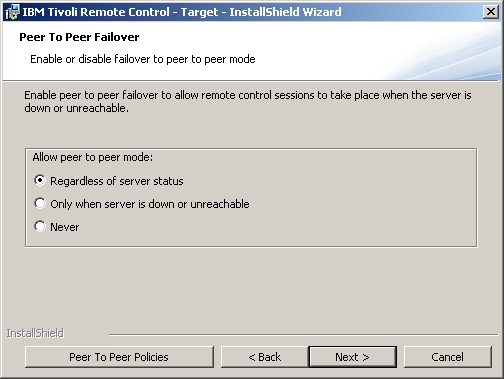 IBM Tivoli Remote Control - Target - InstallShield Wizard
Peer To Peer Failover
Enable or disable failover to peer to peer mode
Enable peer to peer failover to allow remote control sessions to take place when the server is
down or unreachable.
Allow peer to peer mode:
Regardless of server status
Only when server is down or unreachable
Never
InstallShield
Peer To Peer Policies
< Back
Next >
Cancel